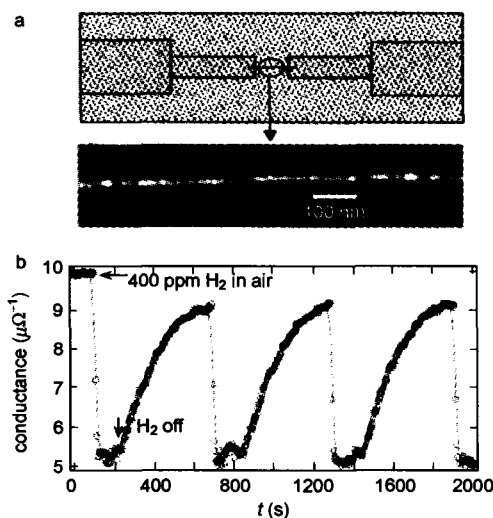 a
100 nm
b
10
9
8
7
6
5
400 ppm H₂ in air
H₂ off
conductance (μΩ⁻¹)
0 400 800 1200 1600 2000
t (s)